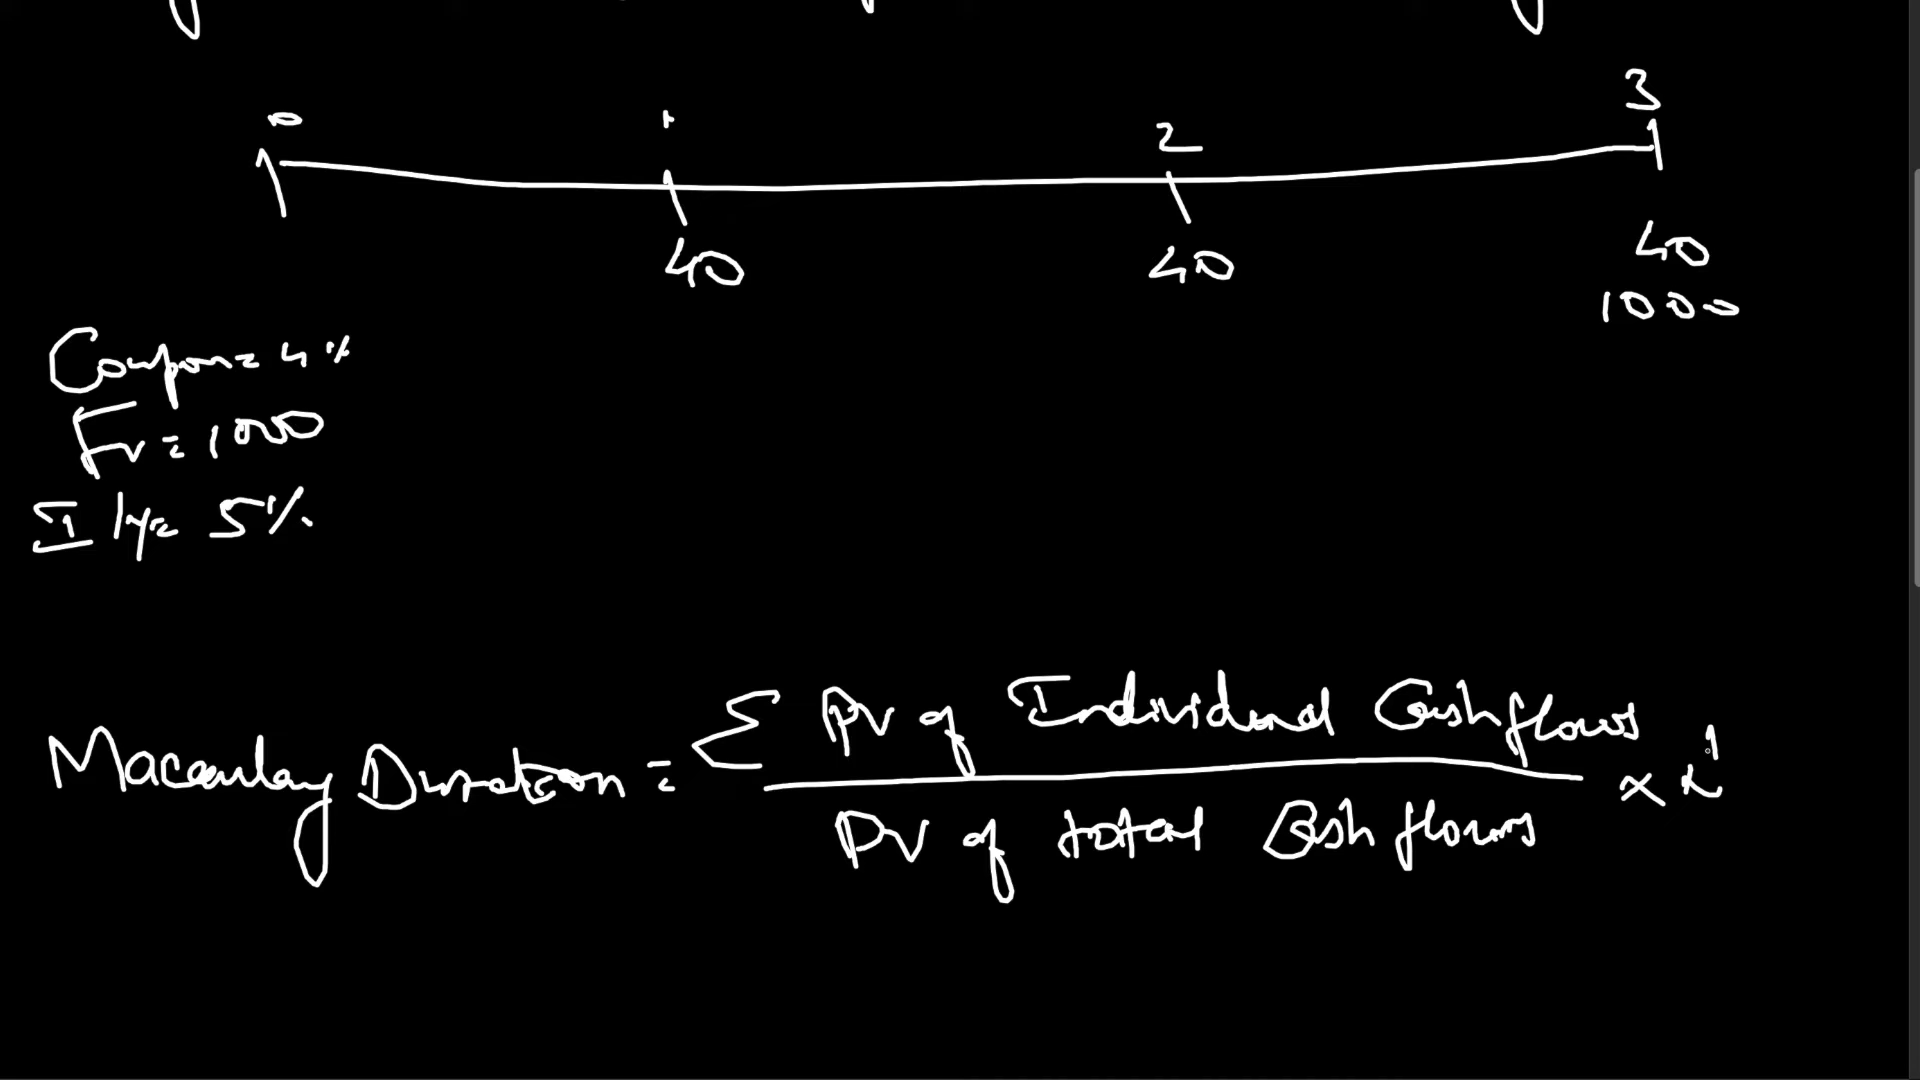 0 1 2 3
40 40 40
1000
Coupon = 4%
Fv = 1000
I/y = 5%
Σ PV of Individual Cashflows
Macaulay Duration = × t
PV of total Cash flows